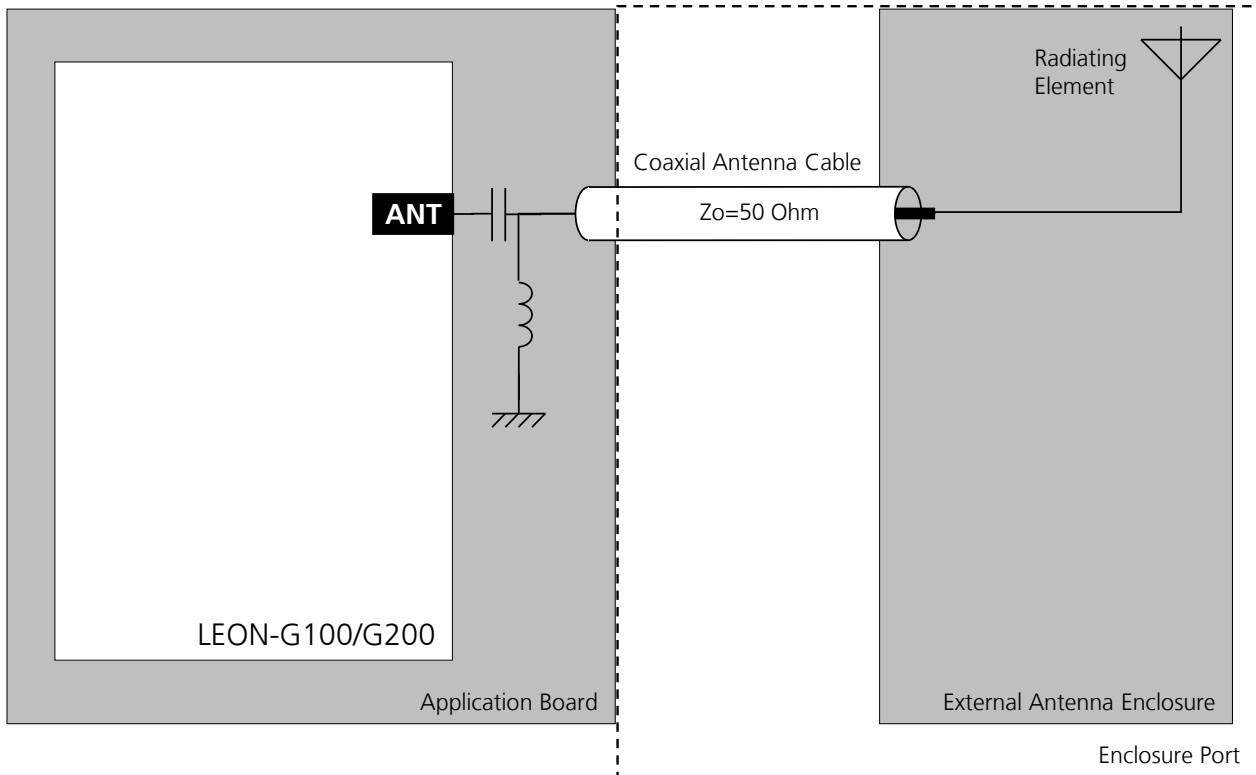 Radiating
Element
Coaxial Antenna Cable
ANT
Zo=50 Ohm
LEON-G100/G200
Application Board
External Antenna Enclosure
Enclosure Port